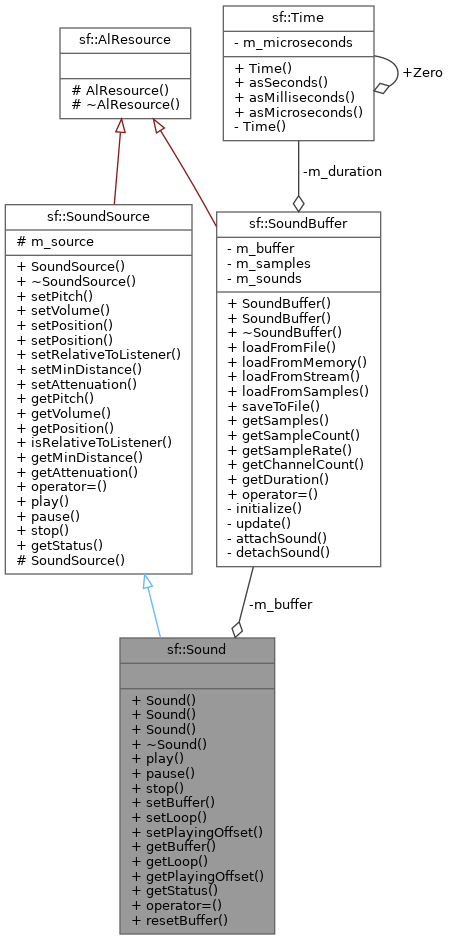 sf::Time
- m_microseconds
+ Time()
+ asSeconds()
+ asMilliseconds()
+ asMicroseconds()
- Time()
+Zero
sf::AlResource
# AlResource()
# ~AlResource()
-m_duration
sf::SoundSource
# m_source
+ SoundSource()
+ ~SoundSource()
+ setPitch()
+ setVolume()
+ setPosition()
+ setPosition()
+ setRelativeToListener()
+ setMinDistance()
+ setAttenuation()
+ getPitch()
+ getVolume()
+ getPosition()
+ isRelativeToListener()
+ getMinDistance()
+ getAttenuation()
+ operator=()
+ play()
+ pause()
+ stop()
+ getStatus()
# SoundSource()
sf::SoundBuffer
- m_buffer
- m_samples
- m_sounds
+ SoundBuffer()
+ SoundBuffer()
+ ~SoundBuffer()
+ loadFromFile()
+ loadFromMemory()
+ loadFromStream()
+ loadFromSamples()
+ saveToFile()
+ getSamples()
+ getSampleCount()
+ getSampleRate()
+ getChannelCount()
+ getDuration()
+ operator=()
- initialize()
- update()
- attachSound()
- detachSound()
-m_buffer
sf::Sound
+ Sound()
+ Sound()
+ Sound()
+ ~Sound()
+ play()
+ pause()
+ stop()
+ setBuffer()
+ setLoop()
+ setPlayingOffset()
+ getBuffer()
+ getLoop()
+ getPlayingOffset()
+ getStatus()
+ operator=()
+ resetBuffer()